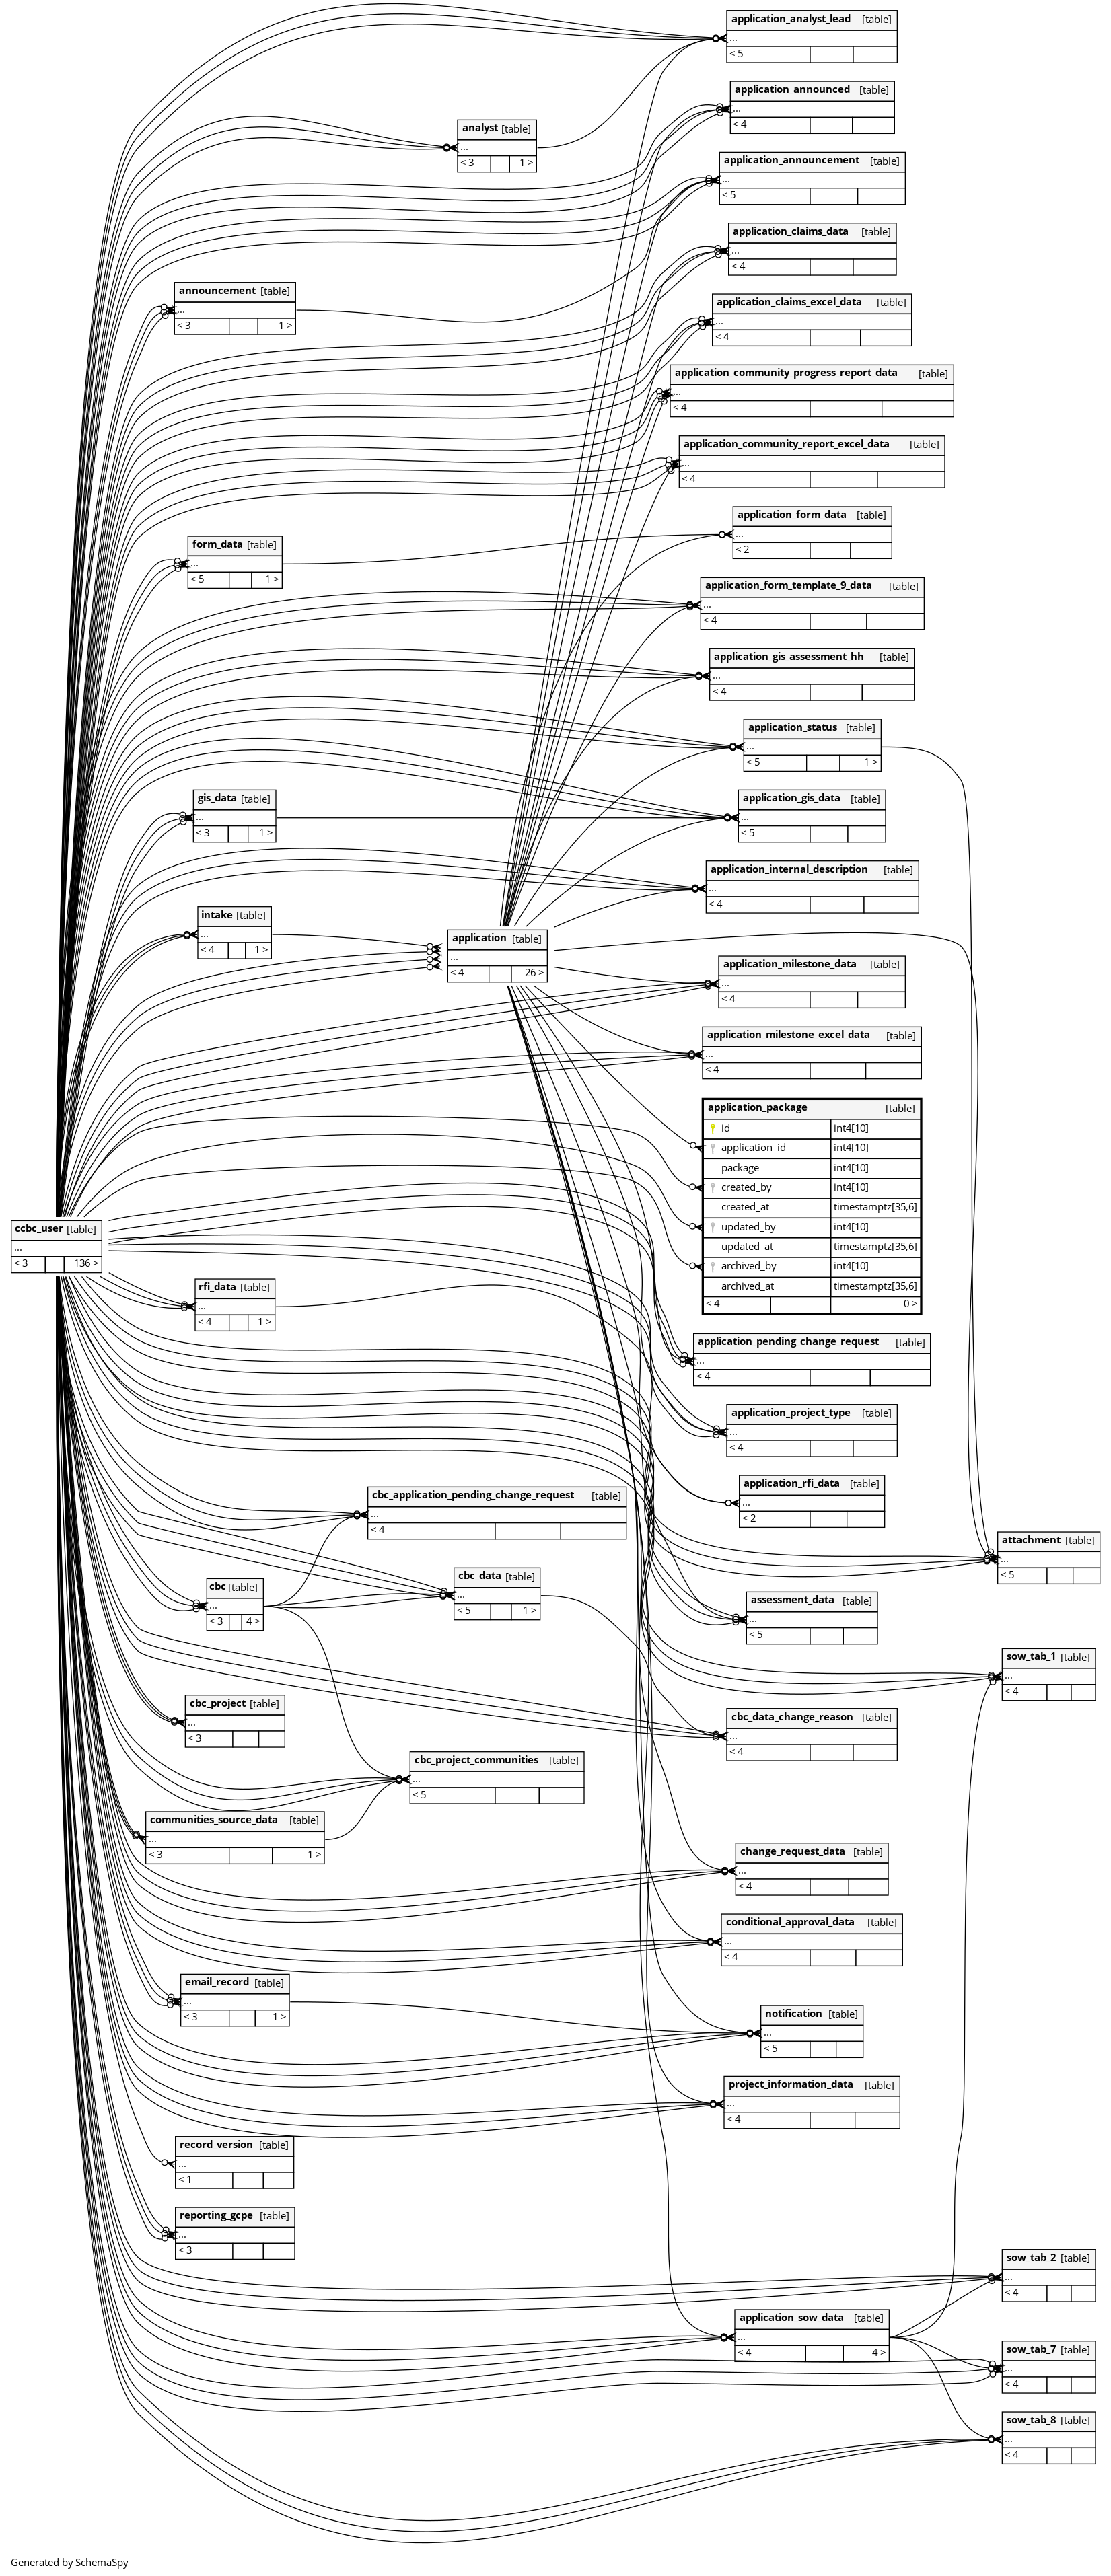 application_analyst_lead [table]
...
< 5
application_announced [table]
...
< 4
analyst [table]
...
< 3 1 >
application_announcement [table]
...
< 5
application_claims_data [table]
...
< 4
announcement [table]
...
< 3 1 >
application_claims_excel_data [table]
...
< 4
application_community_progress_report_data [table]
...
< 4
application_community_report_excel_data [table]
...
< 4
application_form_data [table]
...
< 2
form_data [table]
...
< 5 1 >
application_form_template_9_data [table]
...
< 4
application_gis_assessment_hh [table]
...
< 4
application_status [table]
...
< 5 1 >
gis_data [table]
...
< 3 1 >
application_gis_data [table]
...
< 5
application_internal_description [table]
...
< 4
intake [table]
...
< 4 1 >
application [table]
...
< 4 26 >
application_milestone_data [table]
...
< 4
application_milestone_excel_data [table]
...
< 4
application_package [table]
id int4[10]
application_id int4[10]
package int4[10]
created_by int4[10]
created_at timestamptz[35,6]
updated_by int4[10]
updated_at timestamptz[35,6]
archived_by int4[10]
archived_at timestamptz[35,6]
< 4 0 >
ccbc_user [table]
...
< 3 136 >
rfi_data [table]
...
< 4 1 >
application_pending_change_request [table]
...
< 4
application_project_type [table]
...
< 4
application_rfi_data [table]
...
< 2
cbc_application_pending_change_request [table]
...
< 4
attachment [table]
...
< 5
cbc [table]
...
< 3 4 >
cbc_data [table]
...
< 5 1 >
assessment_data [table]
...
< 5
sow_tab_1 [table]
...
< 4
cbc_project [table]
...
< 3
cbc_data_change_reason [table]
...
< 4
cbc_project_communities [table]
...
< 5
communities_source_data [table]
...
< 3 1 >
change_request_data [table]
...
< 4
conditional_approval_data [table]
...
< 4
email_record [table]
...
< 3 1 >
notification [table]
...
< 5
project_information_data [table]
...
< 4
record_version [table]
...
< 1
reporting_gcpe [table]
...
< 3
sow_tab_2 [table]
...
< 4
application_sow_data [table]
...
< 4 4 >
sow_tab_7 [table]
...
< 4
sow_tab_8 [table]
...
< 4
Generated by SchemaSpy